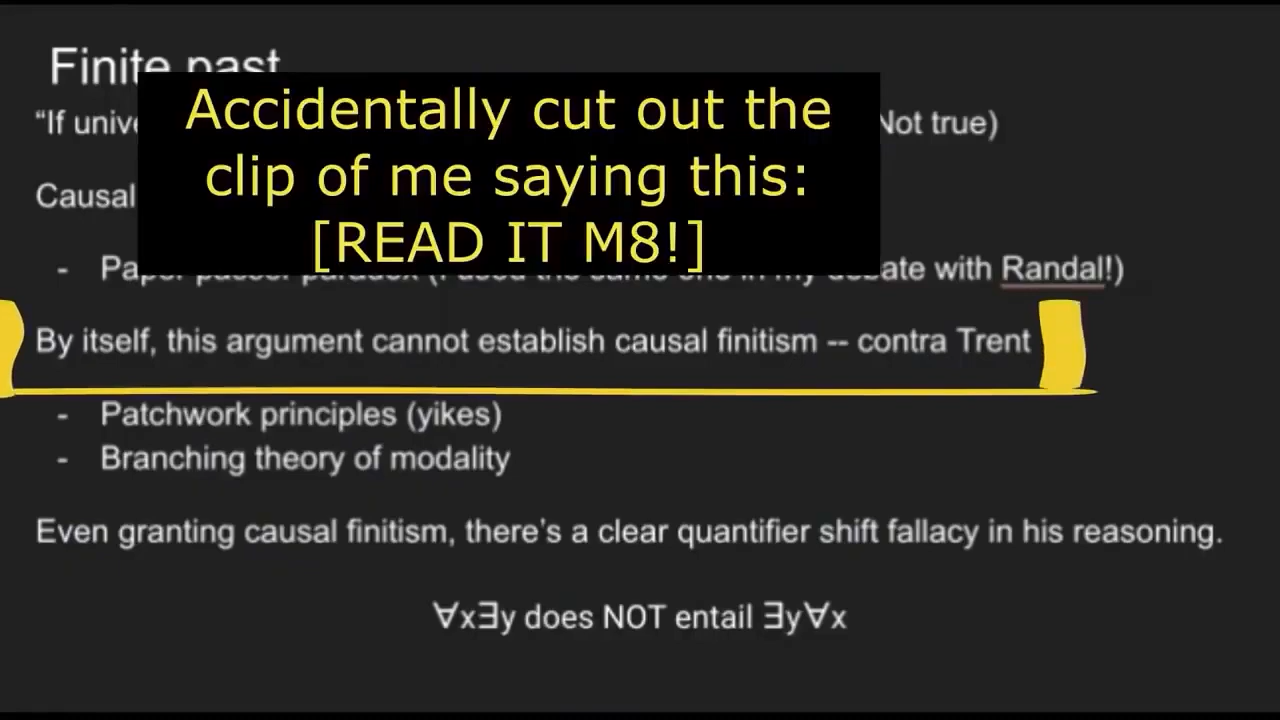 Finite past
“If unive
Not true)
Accidentally cut out the
clip of me saying this:
[READ IT M8!]
Causal
- Paper passer paradox (I used the same one in my debate with Randal!)
By itself, this argument cannot establish causal finitism -- contra Trent
- Patchwork principles (yikes)
- Branching theory of modality
Even granting causal finitism, there’s a clear quantifier shift fallacy in his reasoning.
∀x∃y does NOT entail ∃y∀x